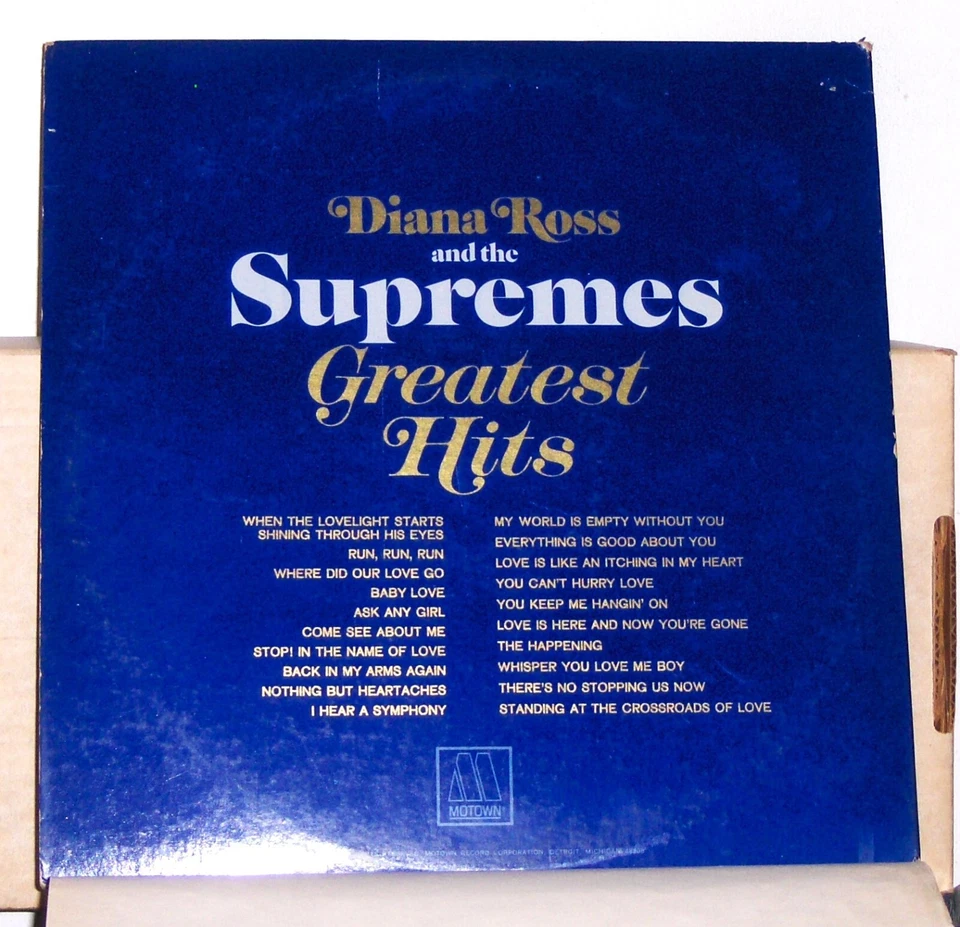 Diana Ross
and the
Supremes
Greatest
Hits
WHEN THE LOVELIGHT STARTS
SHINING THROUGH HIS EYES
RUN, RUN, RUN
WHERE DID OUR LOVE GO
BABY LOVE
ASK ANY GIRL
COME SEE ABOUT ME
STOP! IN THE NAME OF LOVE
BACK IN MY ARMS AGAIN
NOTHING BUT HEARTACHES
I HEAR A SYMPHONY
MY WORLD IS EMPTY WITHOUT YOU
EVERYTHING IS GOOD ABOUT YOU
LOVE IS LIKE AN ITCHING IN MY HEART
YOU CAN'T HURRY LOVE
YOU KEEP ME HANGIN' ON
LOVE IS HERE AND NOW YOU'RE GONE
THE HAPPENING
WHISPER YOU LOVE ME BOY
THERE'S NO STOPPING US NOW
STANDING AT THE CROSSROADS OF LOVE
MOTOWN
MOTOWN RECORD CORPORATION, DETROIT, MICHIGAN